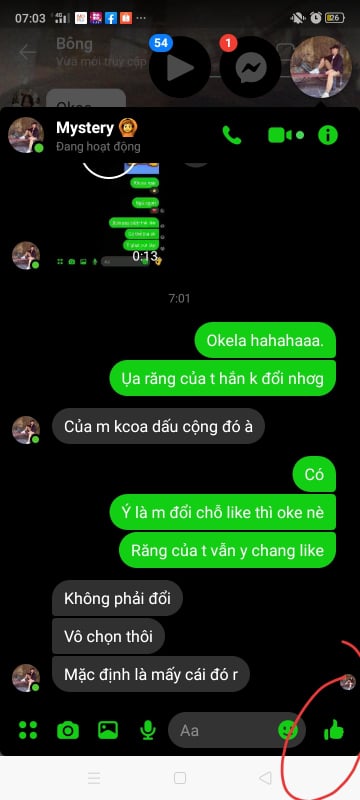 07:03
26
Bông
Vừa mới truy cập
54
1
Okee
Mystery
Đang hoạt động
0:13
7:01
Okela hahahaaa.
Ụa răng của t hắn k đổi nhơg
Của m kcoa dấu cộng đó à
Có
Ý là m đổi chỗ like thì oke nè
Răng của t vẫn y chang like
Không phải đổi
Vô chọn thôi
Mặc định là mấy cái đó r
Aa